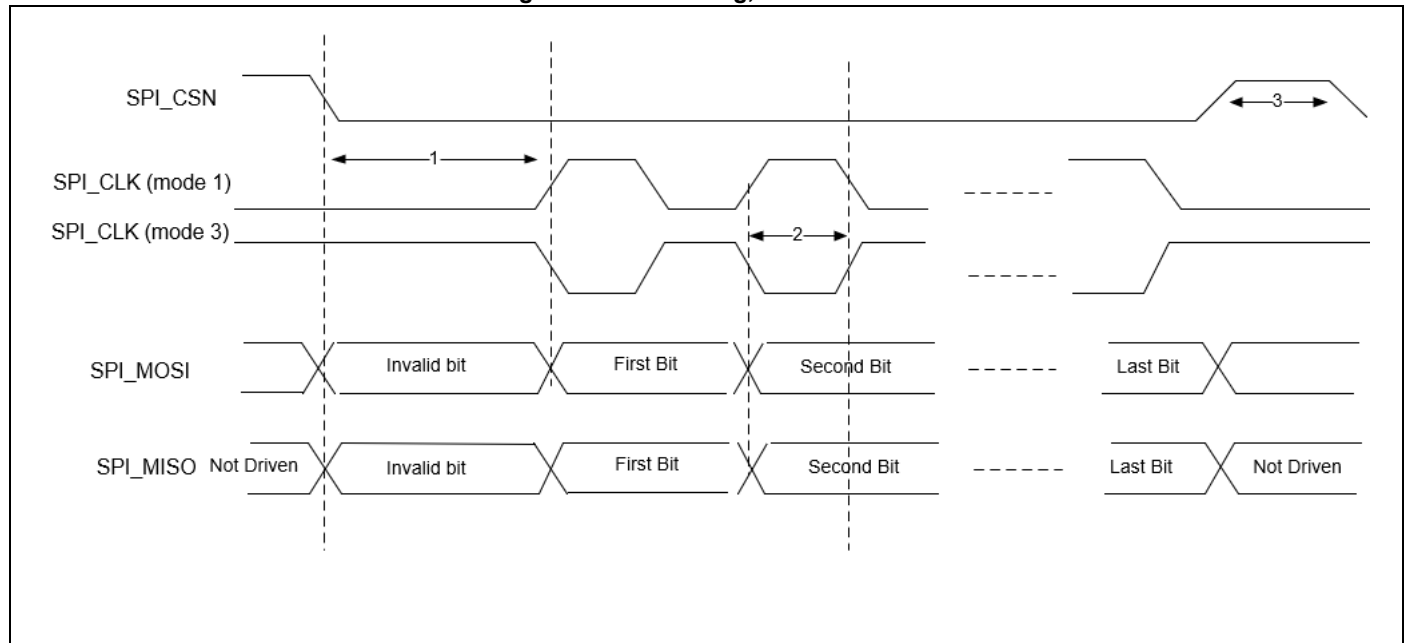 SPI_CSN
3
1
SPI_CLK (mode 1)
SPI_CLK (mode 3)
2
SPI_MOSI Invalid bit First Bit Second Bit Last Bit
SPI_MISO Not Driven Invalid bit First Bit Second Bit Last Bit Not Driven